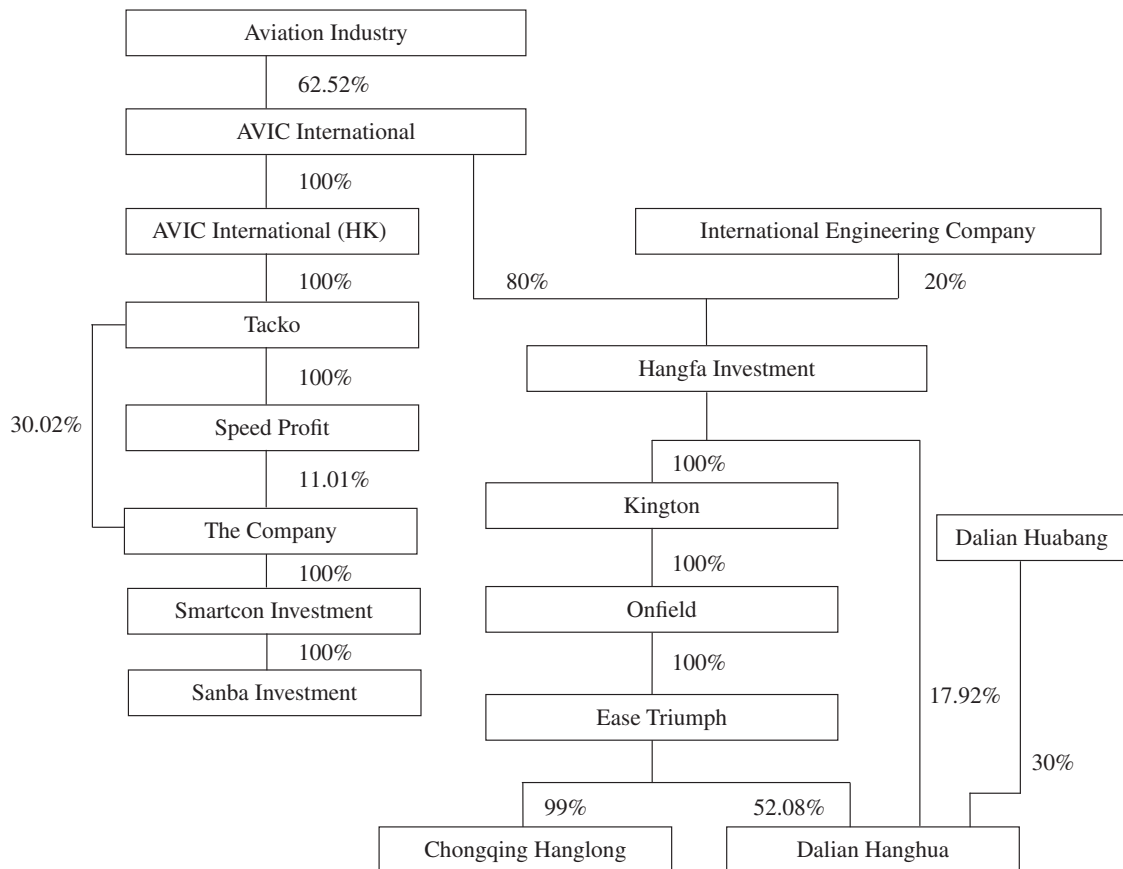 Aviation Industry
62.52%
AVIC International
100%
AVIC International (HK)
International Engineering Company
100%
80%
20%
Tacko
Hangfa Investment
100%
30.02%
Speed Profit
11.01%
100%
Kington
The Company
Dalian Huabang
100%
100%
Smartcon Investment
Onfield
100%
100%
Sanba Investment
17.92%
Ease Triumph
30%
99%
52.08%
Chongqing Hanglong
Dalian Hanghua